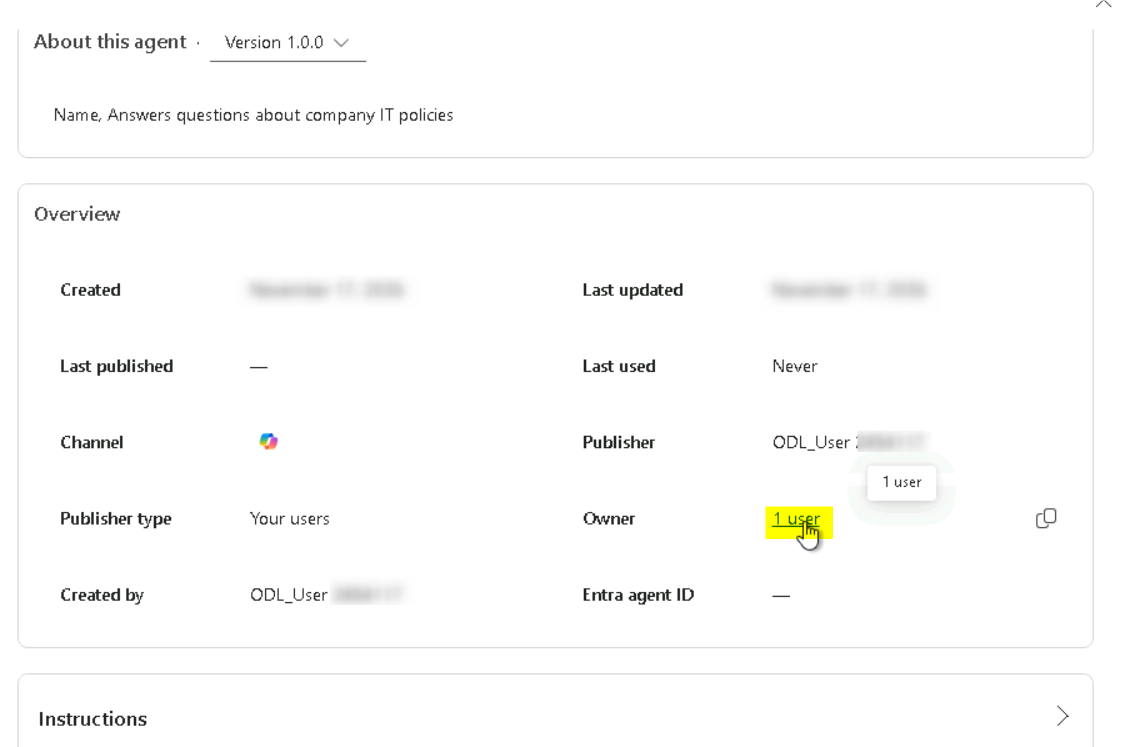 About this agent · Version 1.0.0
Name, Answers questions about company IT policies
Overview
Created
Last updated
Last published —
Last used Never
Channel
Publisher ODL_User
1 user
Publisher type Your users
Owner 1 user
Created by ODL_User
Entra agent ID —
Instructions